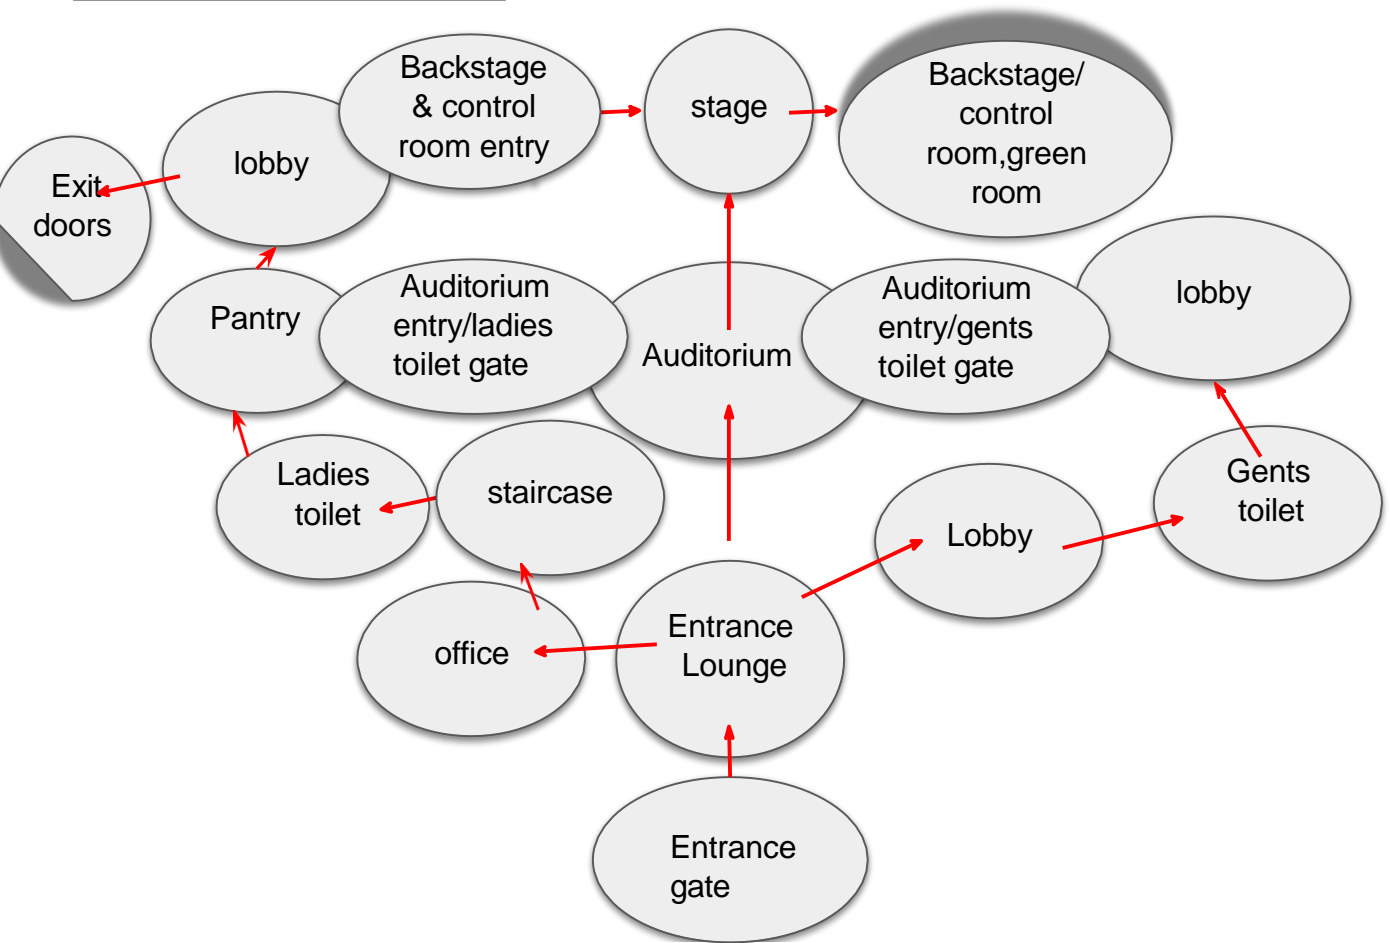 Backstage
& control
room entry
stage
Backstage/
control
room,green
room
lobby
Exit
doors
Auditorium
entry/ladies
toilet gate
Auditorium
entry/gents
toilet gate
lobby
Pantry
Auditorium
Ladies
toilet
staircase
Gents
toilet
Lobby
office
Entrance
Lounge
Entrance
gate